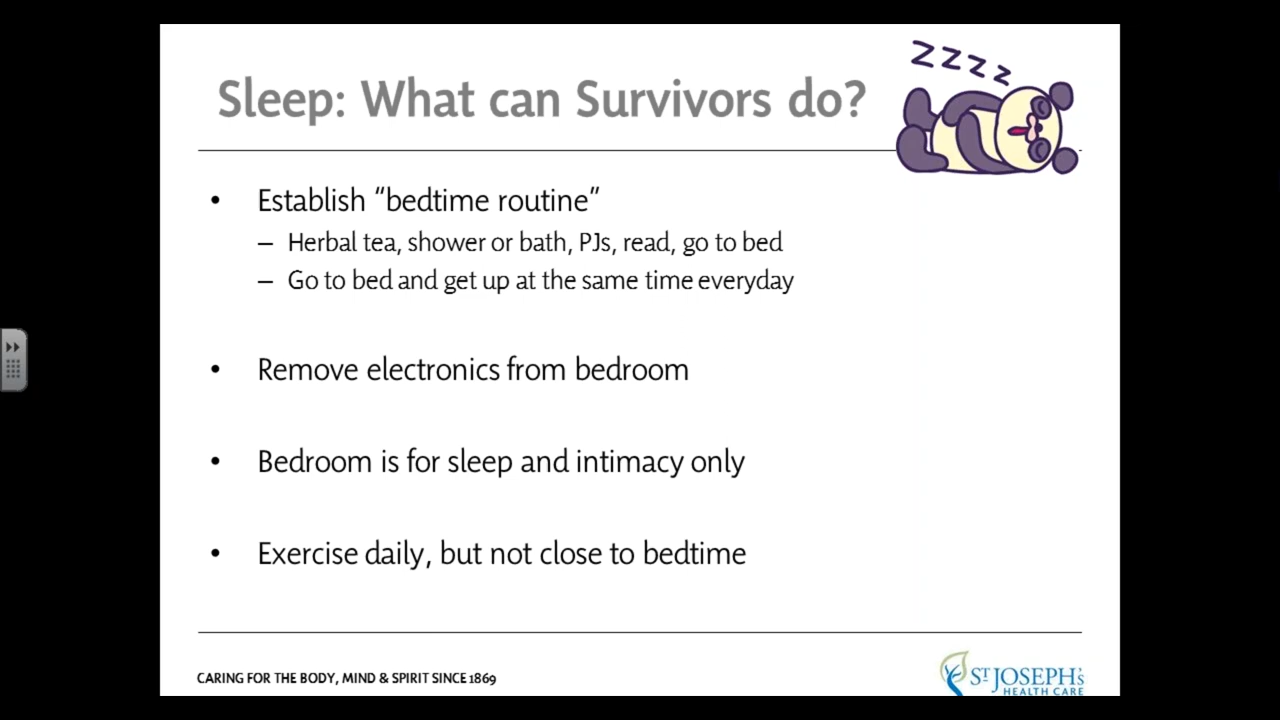 ZZZZ
Sleep: What can Survivors do?
• Establish “bedtime routine”
– Herbal tea, shower or bath, PJs, read, go to bed
– Go to bed and get up at the same time everyday
• Remove electronics from bedroom
• Bedroom is for sleep and intimacy only
• Exercise daily, but not close to bedtime
CARING FOR THE BODY, MIND & SPIRIT SINCE 1869
ST JOSEPH'S
HEALTH CARE